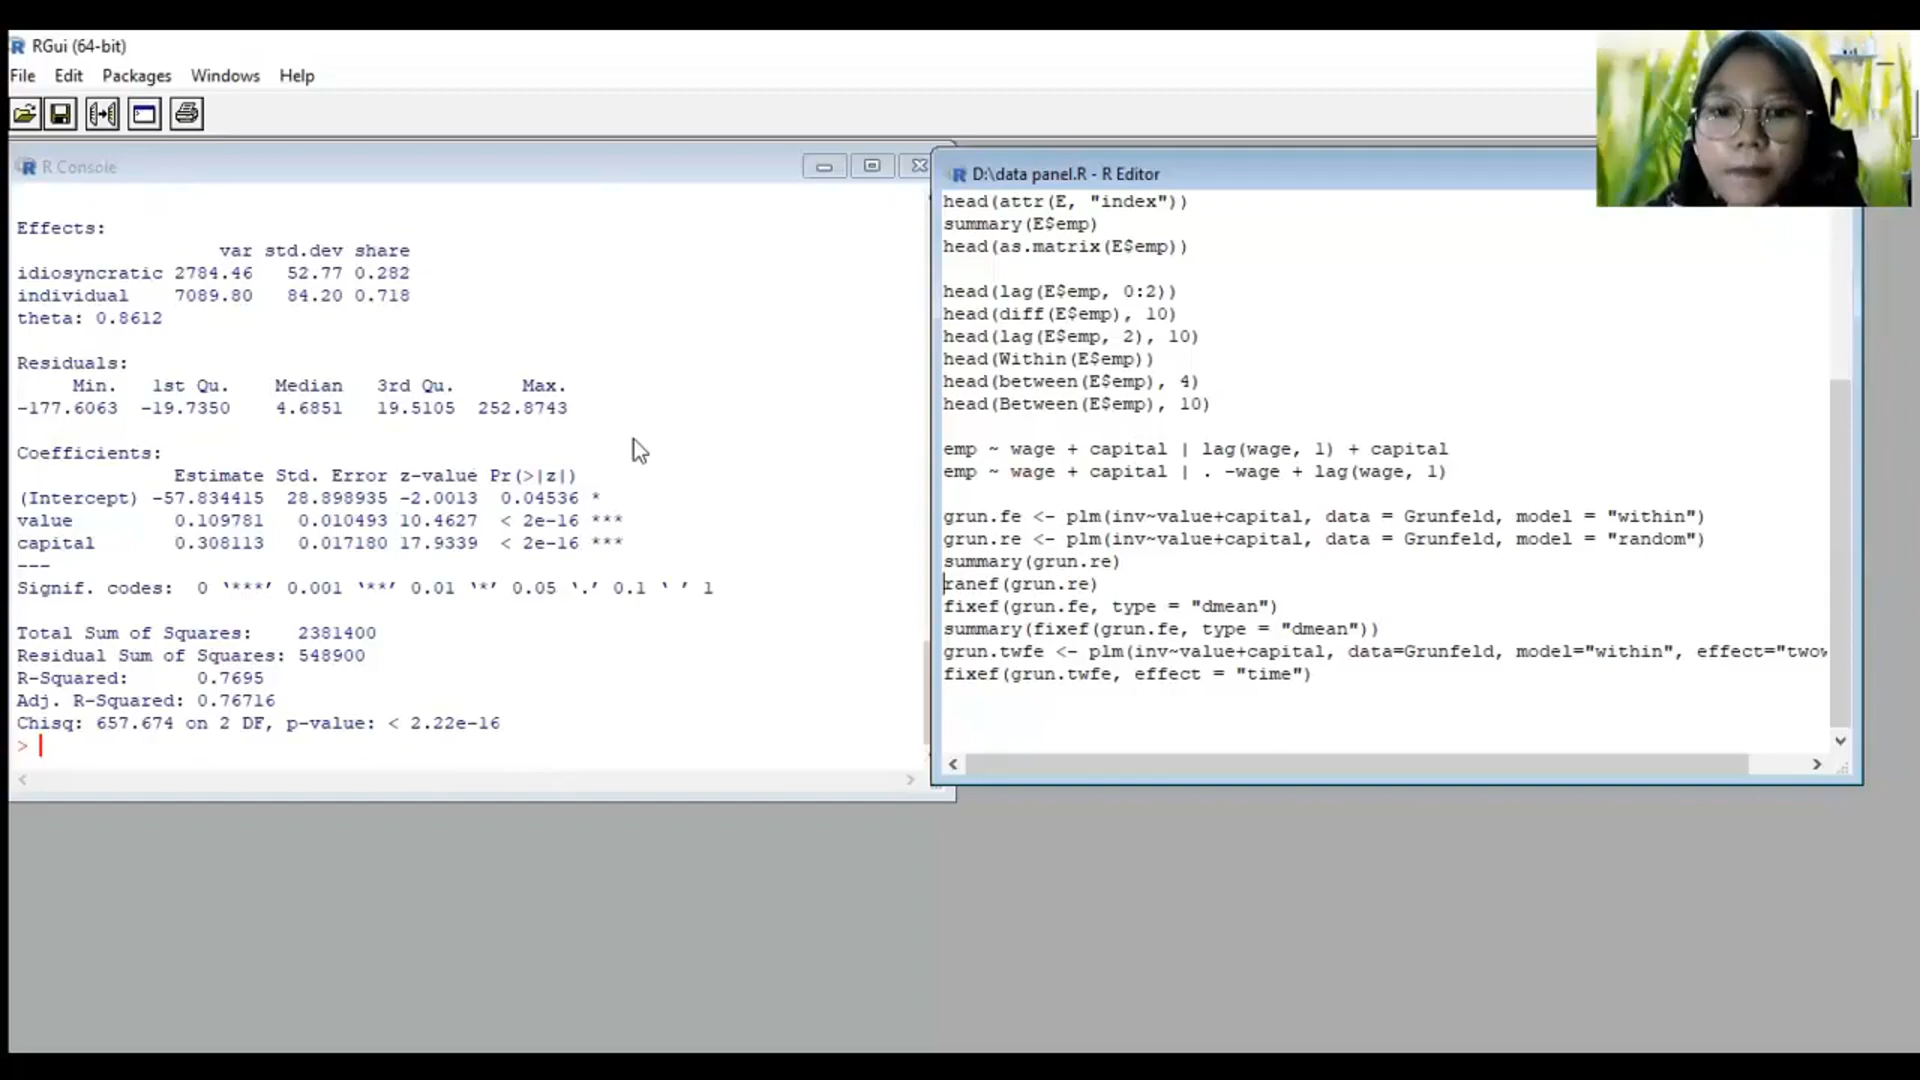 RGui (64-bit)
File Edit Packages Windows Help
R Console
Effects:
var std.dev share
idiosyncratic 2784.46 52.77 0.282
individual 7089.80 84.20 0.718
theta: 0.8612
Residuals:
Min. 1st Qu. Median 3rd Qu. Max.
-177.6063 -19.7350 4.6851 19.5105 252.8743
Coefficients:
Estimate Std. Error z-value Pr(>|z|)
(Intercept) -57.834415 28.898935 -2.0013 0.04536 *
value 0.109781 0.010493 10.4627 < 2e-16 ***
capital 0.308113 0.017180 17.9339 < 2e-16 ***
---
Signif. codes: 0 ‘***’ 0.001 ‘**’ 0.01 ‘*’ 0.05 ‘.’ 0.1 ‘ ’ 1
Total Sum of Squares: 2381400
Residual Sum of Squares: 548900
R-Squared: 0.7695
Adj. R-Squared: 0.76716
Chisq: 657.674 on 2 DF, p-value: < 2.22e-16
>
D:\data panel.R - R Editor
head(attr(E, "index"))
summary(E$emp)
head(as.matrix(E$emp))
head(lag(E$emp, 0:2))
head(diff(E$emp), 10)
head(lag(E$emp, 2), 10)
head(Within(E$emp))
head(between(E$emp), 4)
head(Between(E$emp), 10)
emp ~ wage + capital | lag(wage, 1) + capital
emp ~ wage + capital | . -wage + lag(wage, 1)
grun.fe <- plm(inv~value+capital, data = Grunfeld, model = "within")
grun.re <- plm(inv~value+capital, data = Grunfeld, model = "random")
summary(grun.re)
ranef(grun.re)
fixef(grun.fe, type = "dmean")
summary(fixef(grun.fe, type = "dmean"))
grun.twfe <- plm(inv~value+capital, data=Grunfeld, model="within", effect="twow
fixef(grun.twfe, effect = "time")